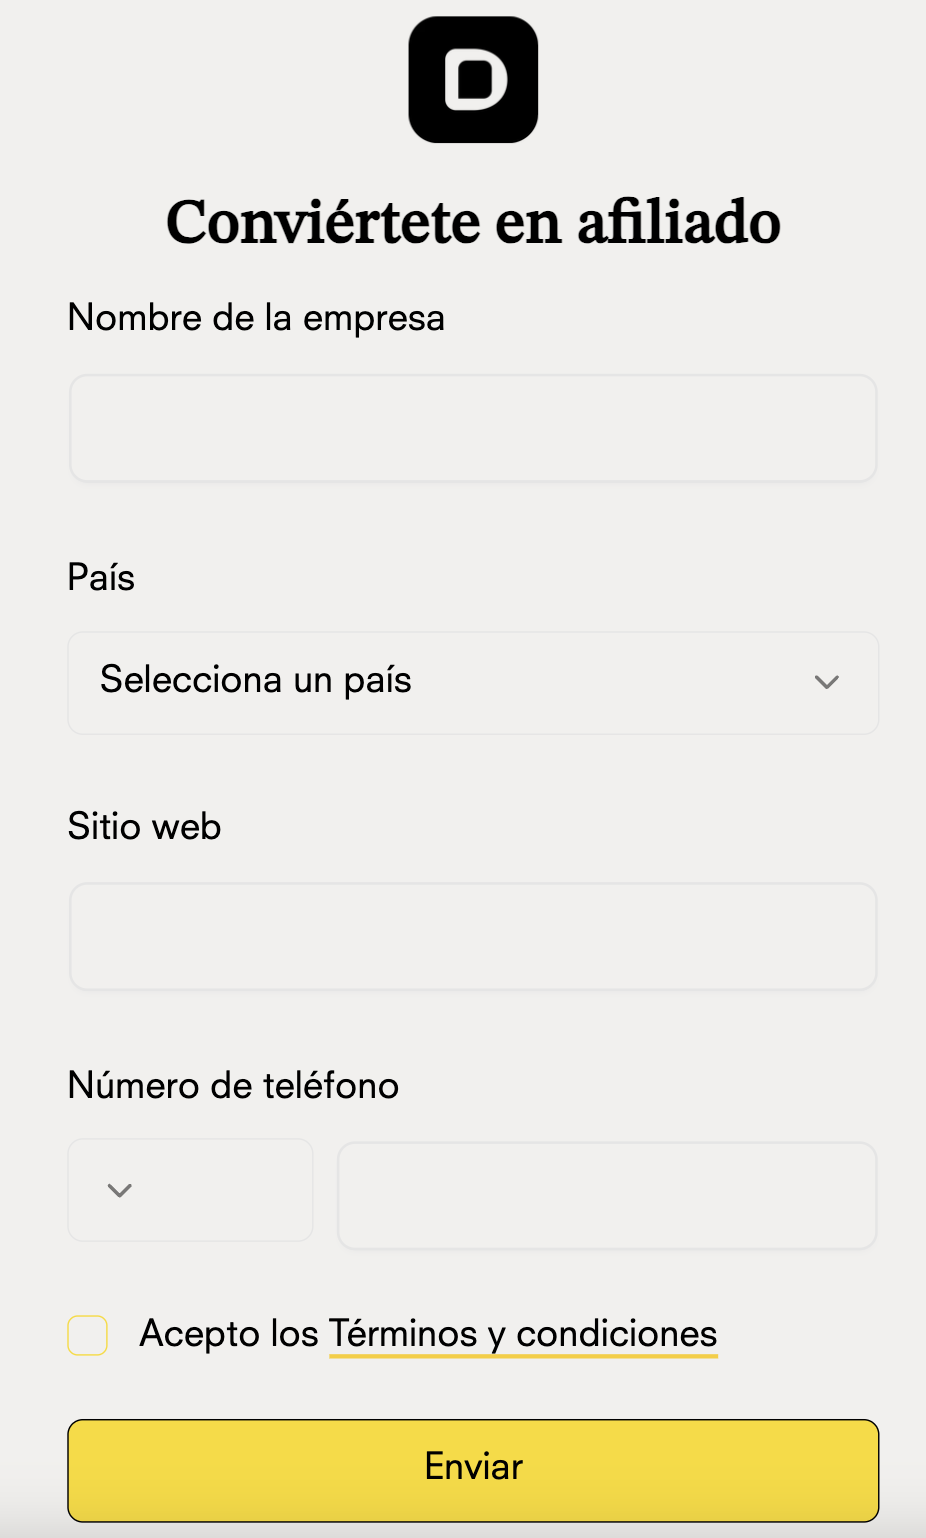 D
Conviértete en afiliado
Nombre de la empresa
País
Selecciona un país
Sitio web
Número de teléfono
Acepto los Términos y condiciones
Enviar